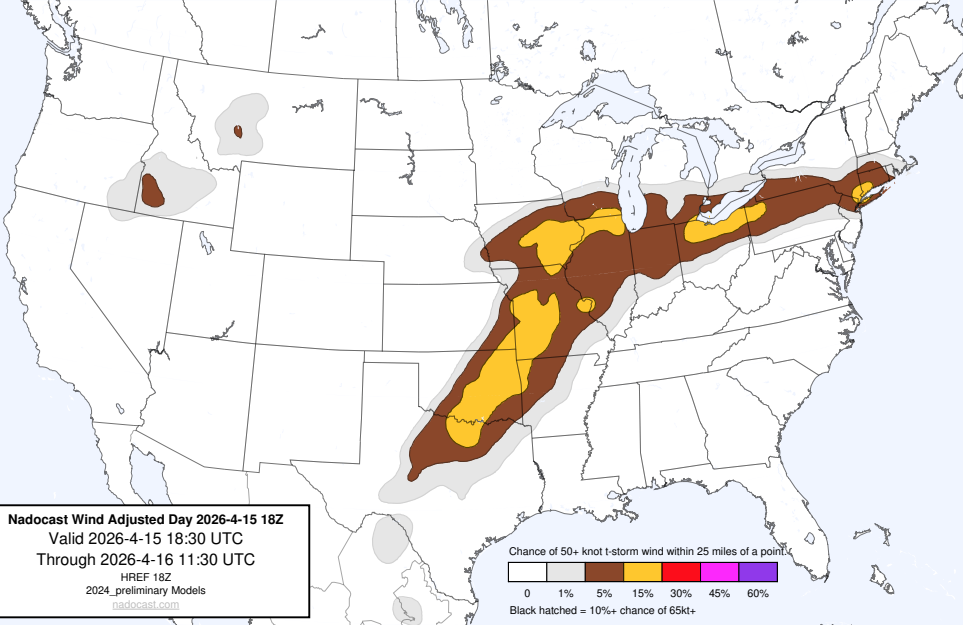 Nadocast Wind Adjusted Day 2026-4-15 18Z
Valid 2026-4-15 18:30 UTC
Through 2026-4-16 11:30 UTC
HREF 18Z
2024_preliminary Models
nadocast.com
Chance of 50+ knot t-storm wind within 25 miles of a point.
0 1% 5% 15% 30% 45% 60%
Black hatched = 10%+ chance of 65kt+